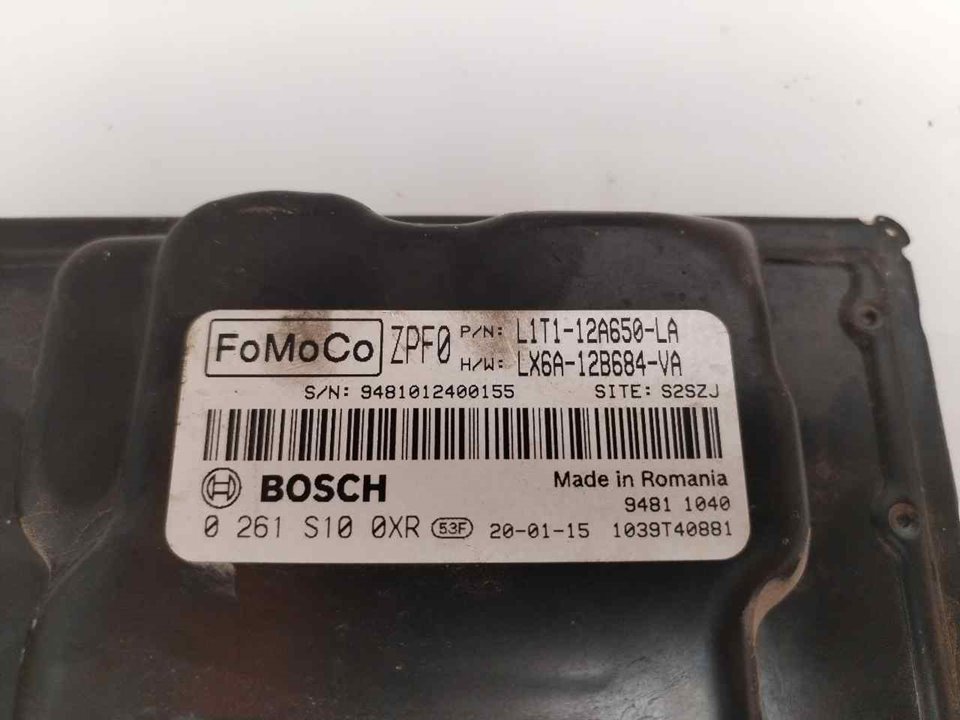 FoMoCo ZPF0 P/N: L1T1-12A650-LA
H/W: LX6A-12B684-VA
S/N: 9481012400155 SITE: S2SZJ
BOSCH Made in Romania
9481 1040
0 261 S10 0XR 53F 20-01-15 1039T40881